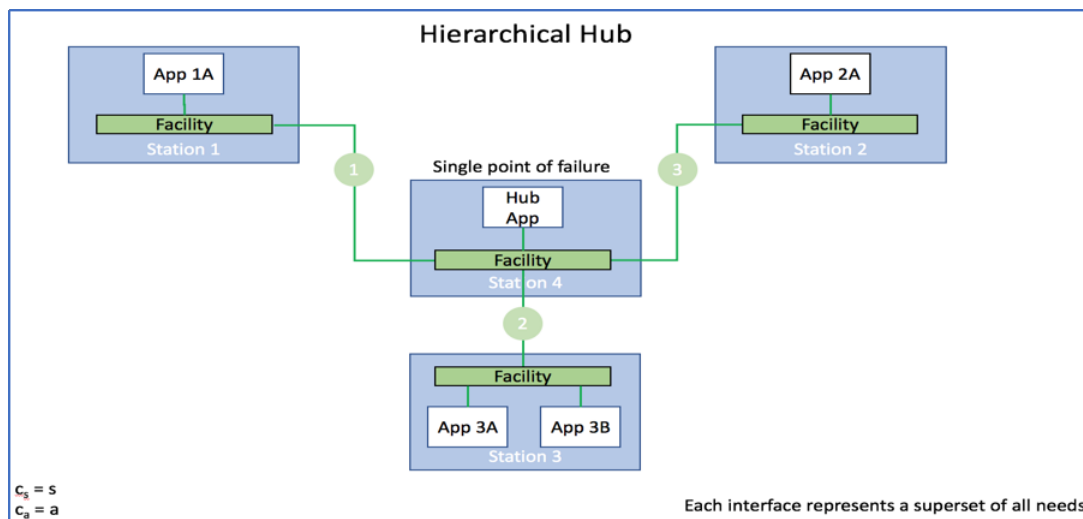 Hierarchical Hub
App 1A
Facility
Station 1
App 2A
Facility
Station 2
1
3
Single point of failure
Hub
App
Facility
Station 4
2
Facility
App 3A
App 3B
Station 3
cs = s
ca = a
Each interface represents a superset of all needs